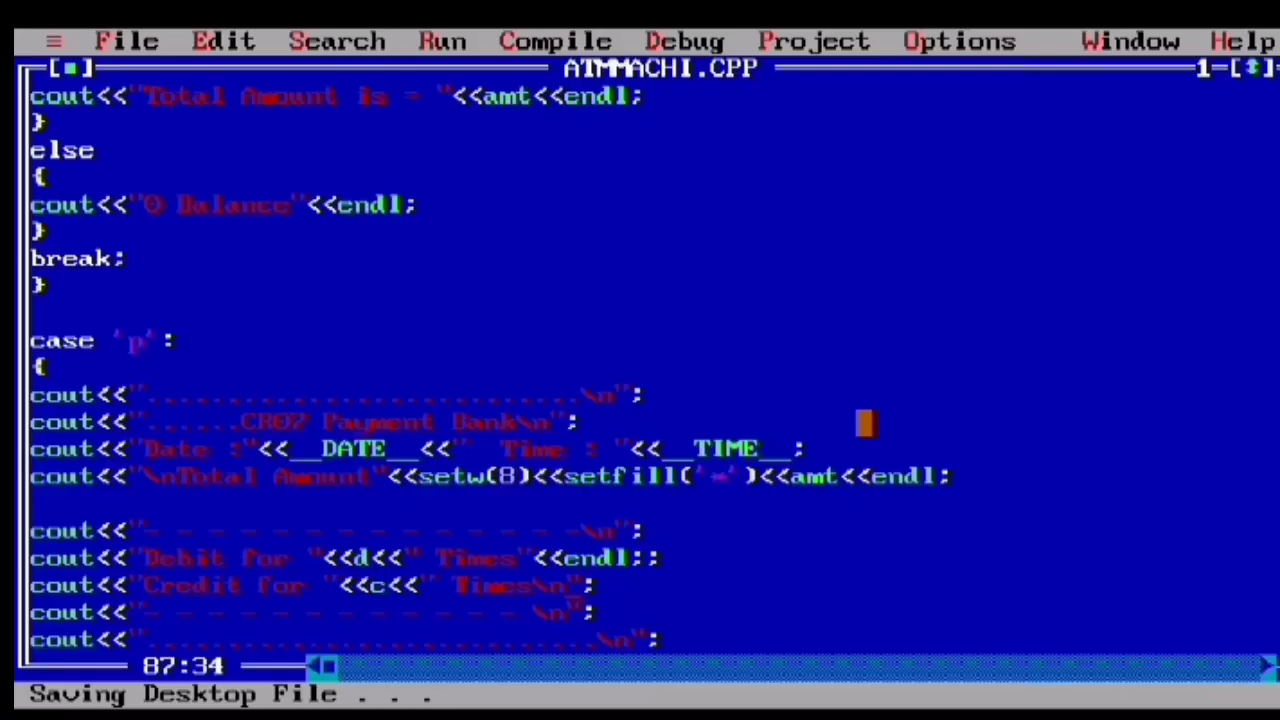 ≡ File Edit Search Run Compile Debug Project Options Window Help
[■] ATMMACHI.CPP 1=[↕]
cout<<"Total Amount is = "<<amt<<endl;
}
else
{
cout<<"0 Balance"<<endl;
}
break;
}
case 'p':
{
cout<<"...........................\n";
cout<<"......CR07 Payment Bank\n";
cout<<"Date :"<<__DATE__<<"  Time : "<<__TIME__;
cout<<"\nTotal Amount"<<setw(8)<<setfill('*')<<amt<<endl;
cout<<"- - - - - - - - - - - - - -\n";
cout<<"Debit for "<<d<<" Times"<<endl;;
cout<<"Credit for "<<c<<" Times\n";
cout<<"- - - - - - - - - - - - \n";
cout<<"............................\n";
87:34
Saving Desktop File . . .